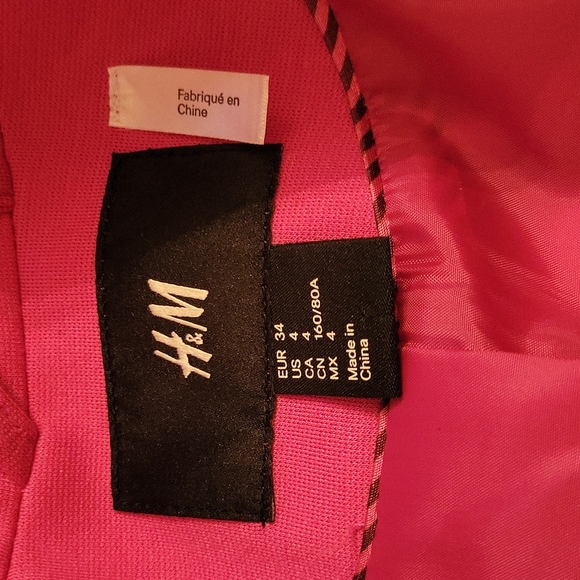 Fabriqué en
Chine
H&M
EUR 34
US 4
CA 4
CN 160/80A
MX 4
Made in
China